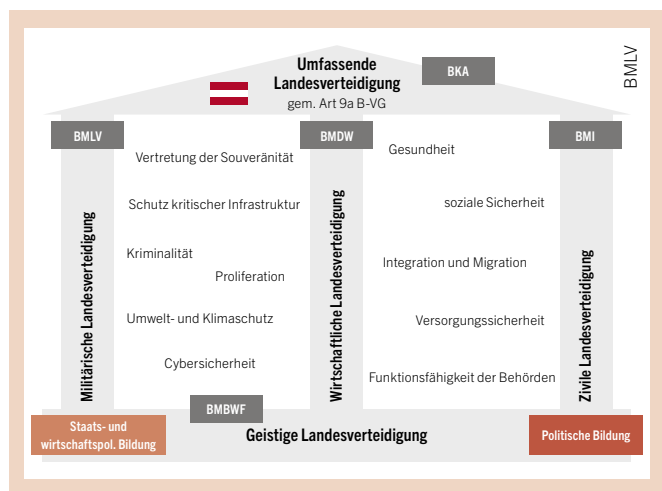 Umfassende
Landesverteidigung
gem. Art 9a B-VG
BKA
BMLV
BMLV
BMDW
BMI
Vertretung der Souveränität
Gesundheit
Schutz kritischer Infrastruktur
soziale Sicherheit
Kriminalität
Proliferation
Integration und Migration
Umwelt- und Klimaschutz
Versorgungssicherheit
Cybersicherheit
Funktionsfähigkeit der Behörden
Militärische Landesverteidigung
Wirtschaftliche Landesverteidigung
Zivile Landesverteidigung
BMBWF
Staats- und
wirtschaftspol. Bildung
Geistige Landesverteidigung
Politische Bildung